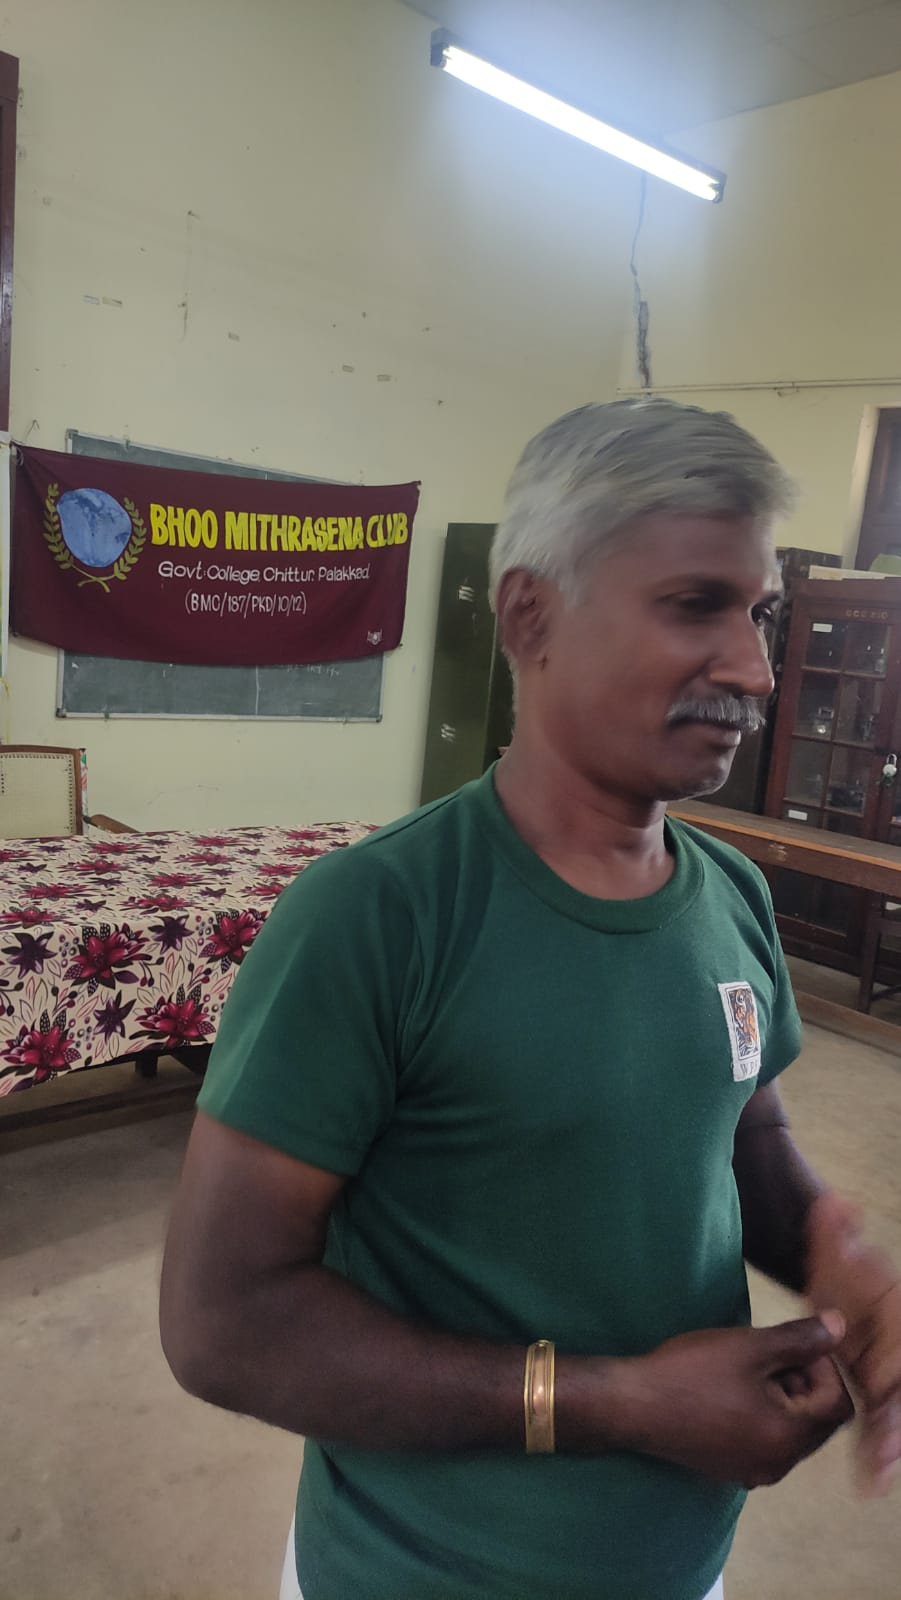 BHOO MITHRASENA CLUB
Govt: College, Chittur, Palakkad.
(BMC/187/PKD/10/12)